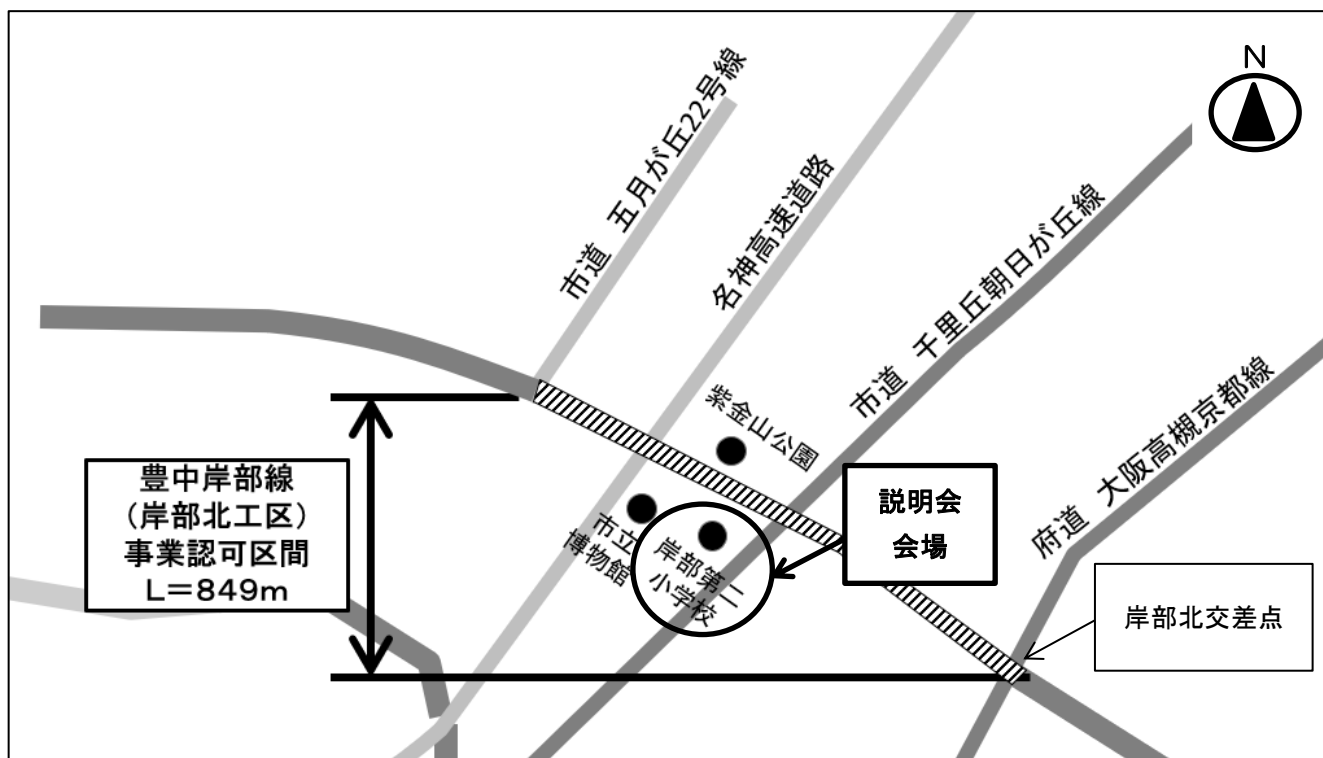 N
市道 五月が丘22号線
名神高速道路
市道 千里丘朝日が丘線
府道 大阪高槻京都線
紫金山公園
豊中岸部線
（岸部北工区）
事業認可区間
L＝849m
市立
博物館
岸部第二
小学校
説明会
会場
岸部北交差点